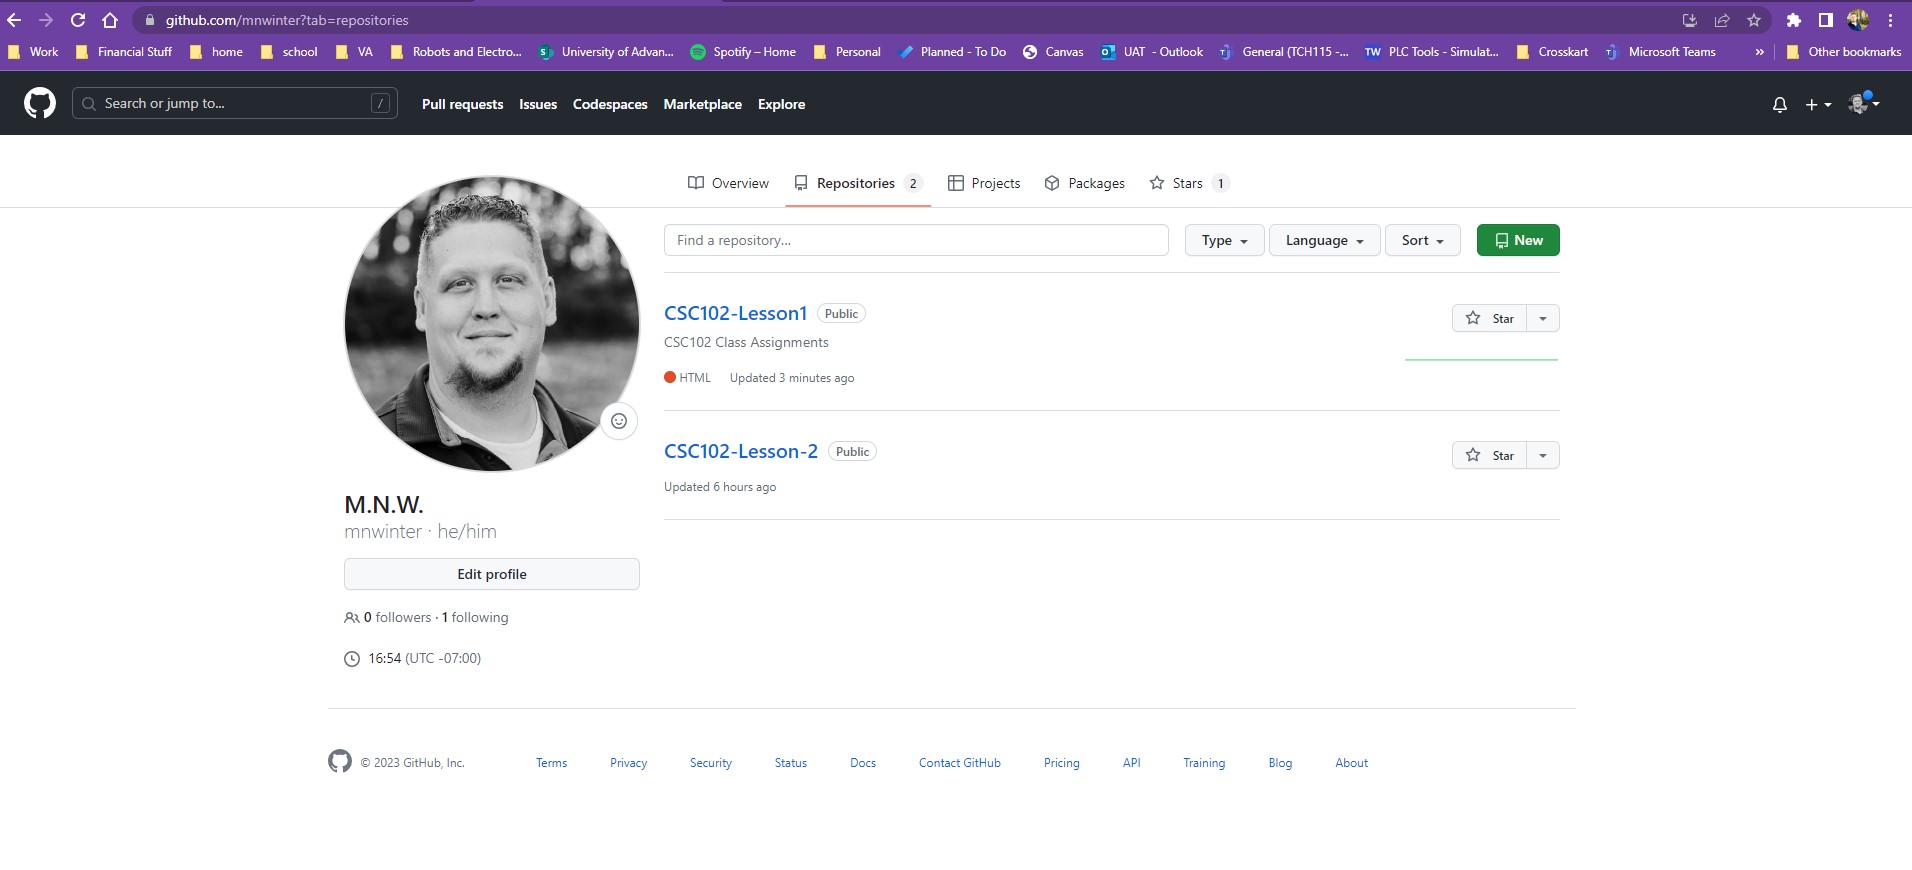 github.com/mnwinter?tab=repositories
Work Financial Stuff home school VA Robots and Electro... University of Advan... Spotify – Home Personal Planned - To Do Canvas UAT - Outlook General (TCH115 -... TW PLC Tools - Simulat... Crosskart Microsoft Teams » Other bookmarks
Search or jump to... / Pull requests Issues Codespaces Marketplace Explore
Overview Repositories 2 Projects Packages Stars 1
Find a repository... Type Language Sort New
CSC102-Lesson1 Public Star
CSC102 Class Assignments
HTML Updated 3 minutes ago
CSC102-Lesson-2 Public Star
Updated 6 hours ago
M.N.W.
mnwinter · he/him
Edit profile
0 followers · 1 following
16:54 (UTC -07:00)
© 2023 GitHub, Inc. Terms Privacy Security Status Docs Contact GitHub Pricing API Training Blog About